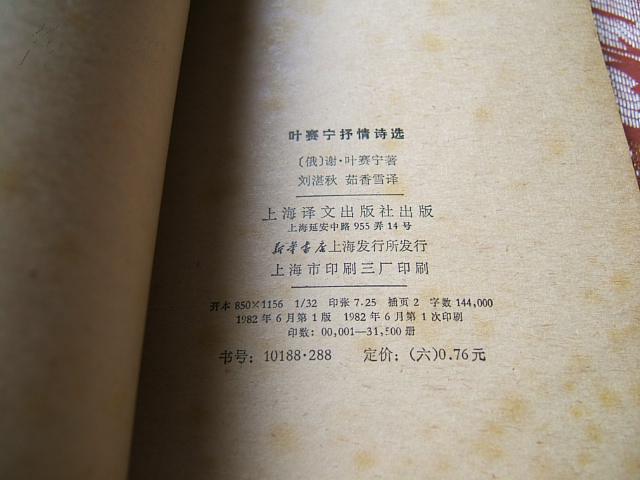 叶赛宁抒情诗选
〔俄〕谢·叶赛宁著
刘湛秋 茹香雪译
上海译文出版社出版
上海延安中路955弄14号
新华书店上海发行所发行
上海市印刷三厂印刷
开本850×1156 1/32 印张7.25 插页2 字数144,000
1982年6月第1版 1982年6月第1次印刷
印数:00,001—31,500册
书号:10188·288 定价:(六)0.76元